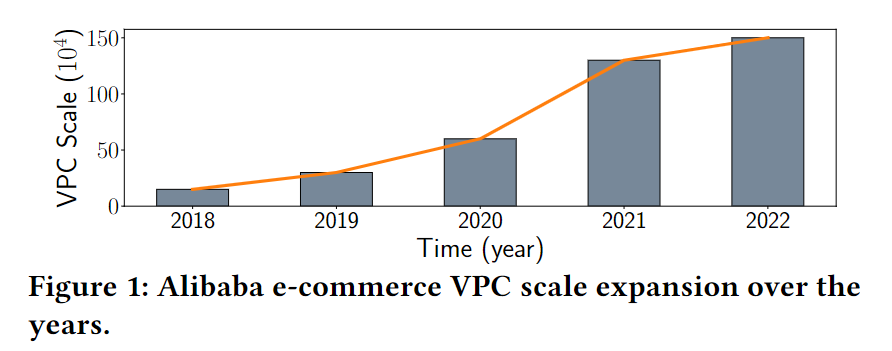 150
100
50
0
VPC Scale (10⁴)
2018 2019 2020 2021 2022
Time (year)
Figure 1: Alibaba e-commerce VPC scale expansion over the
years.